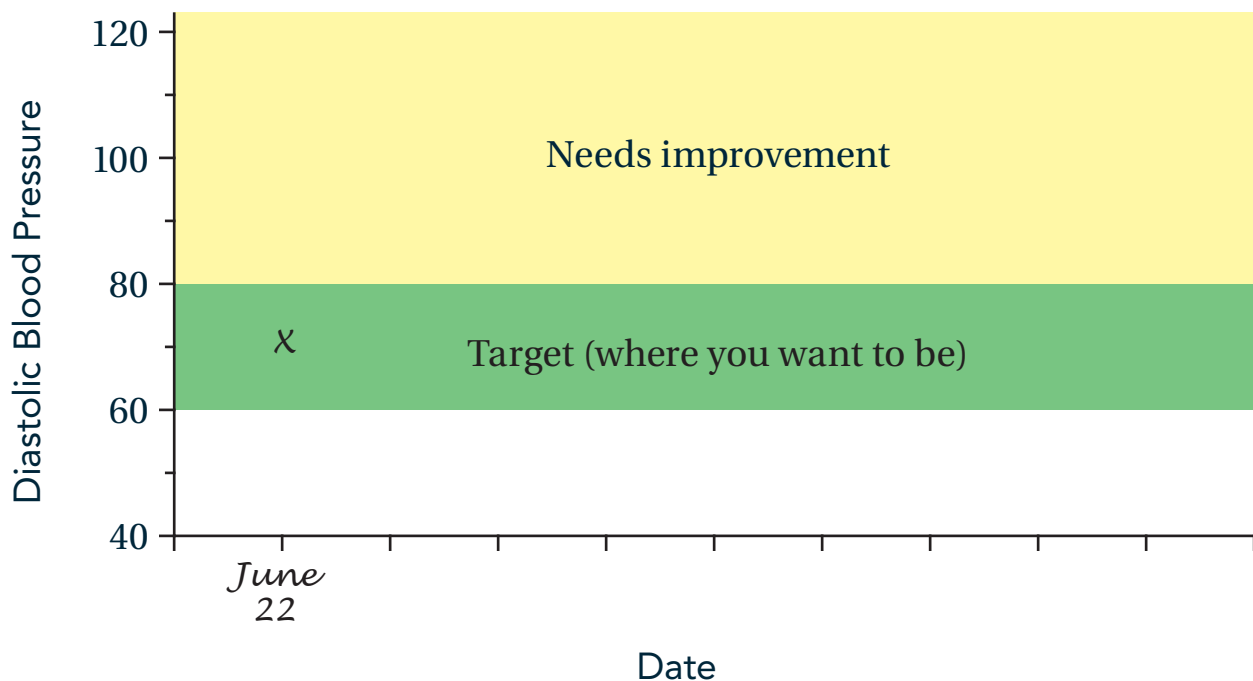 Diastolic Blood Pressure
120
100
80
60
40
Needs improvement
x
Target (where you want to be)
June
22
Date